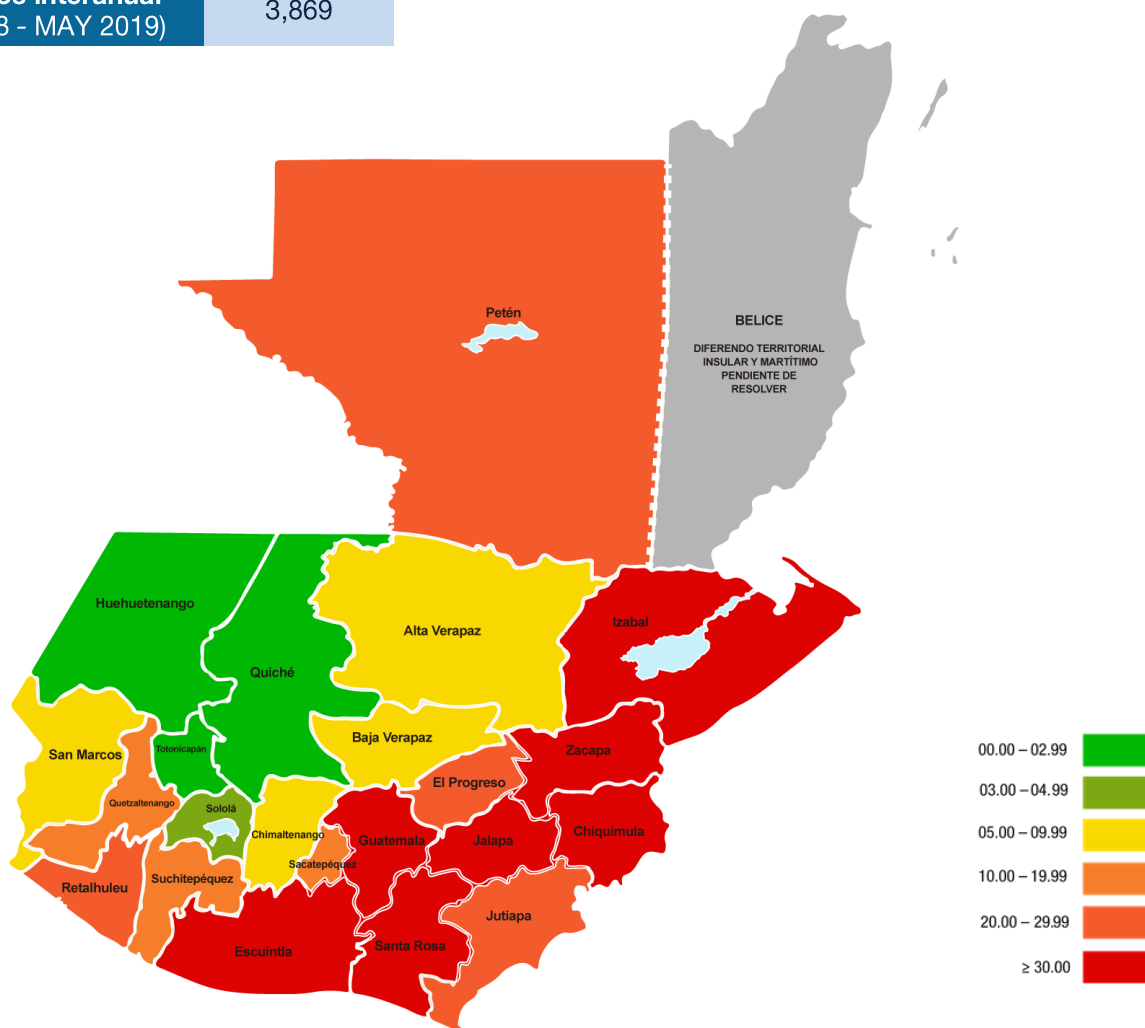 os interanual
8 - MAY 2019)
3,869
Petén
BELICE
DIFERENDO TERRITORIAL
INSULAR Y MARTÍTIMO
PENDIENTE DE
RESOLVER
Huehuetenango
Alta Verapaz
Izabal
Quiché
San Marcos
Totonicapán
Baja Verapaz
Zacapa
El Progreso
Quetzaltenango
Sololá
Chimaltenango
Guatemala
Jalapa
Chiquimula
Sacatepéquez
Retalhuleu
Suchitepéquez
Jutiapa
Escuintla
Santa Rosa
00.00 – 02.99
03.00 – 04.99
05.00 – 09.99
10.00 – 19.99
20.00 – 29.99
≥ 30.00